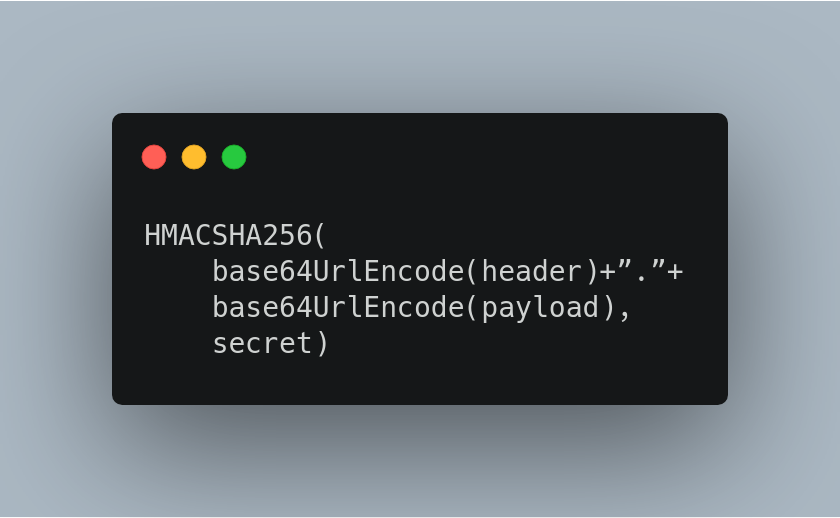 HMACSHA256(
    base64UrlEncode(header)+”.”+
    base64UrlEncode(payload),
    secret)